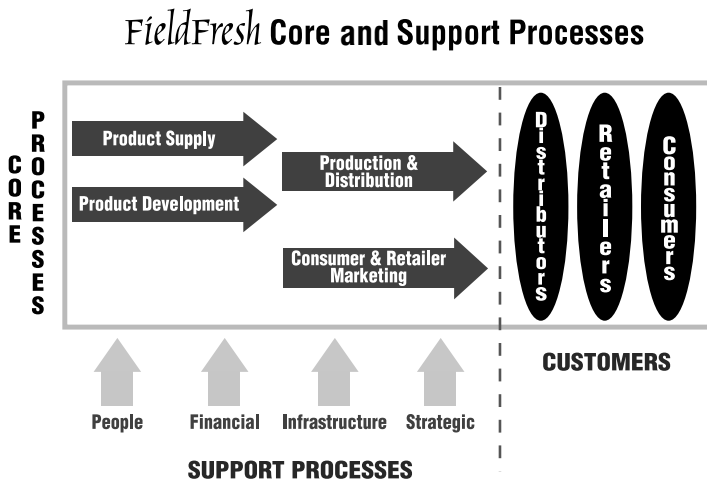 FieldFresh Core and Support Processes
CORE
PROCESSES
Product Supply
Product Development
Production &
Distribution
Consumer & Retailer
Marketing
Distributors
Retailers
Consumers
CUSTOMERS
People
Financial
Infrastructure
Strategic
SUPPORT PROCESSES